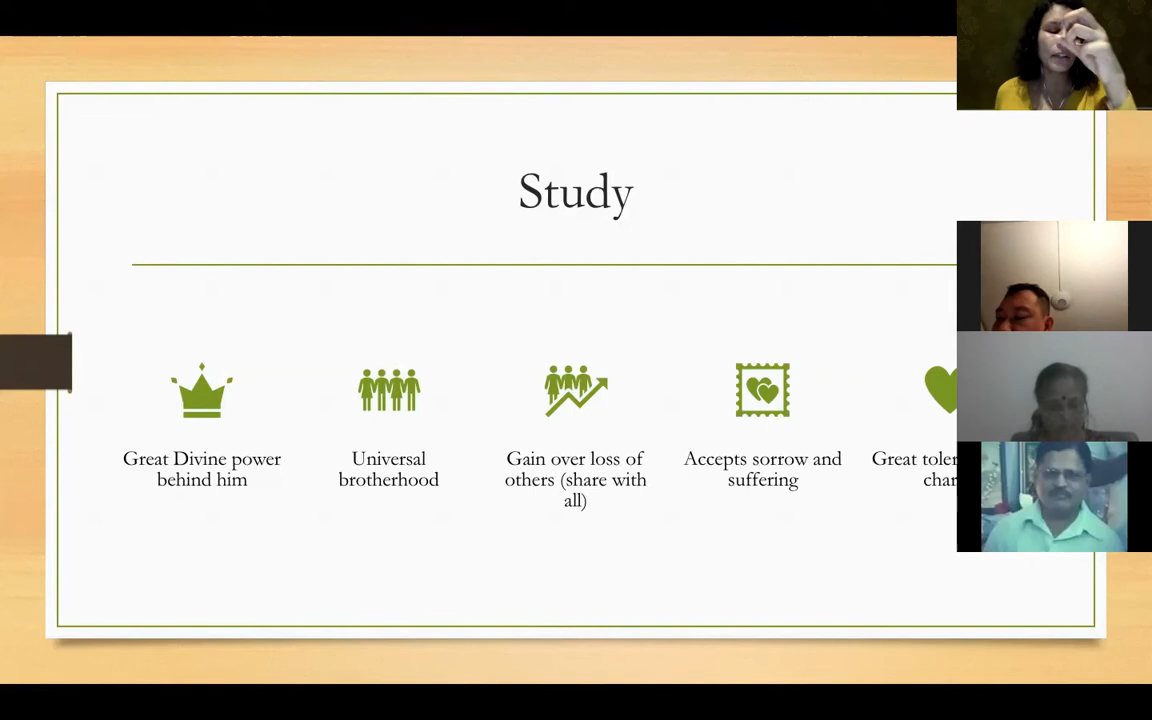 Study
Great Divine power
behind him
Universal
brotherhood
Gain over loss of
others (share with
all)
Accepts sorrow and
suffering
Great